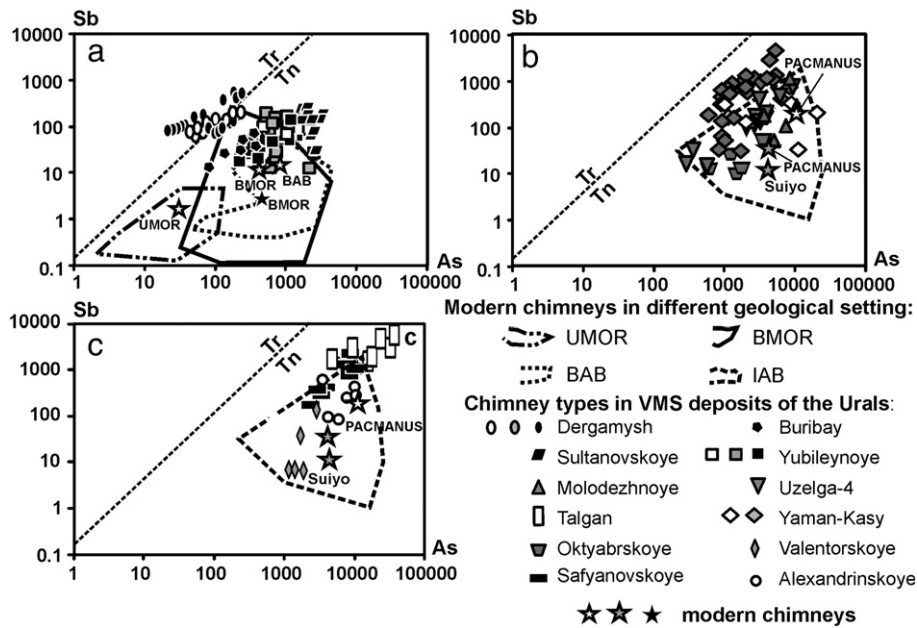 Sb
10000
1000
100
10
1
0.1
a
Tr
Tn
BMOR
BAB
BMOR
UMOR
As
1 10 100 1000 10000 100000
Sb
10000
1000
100
10
1
0.1
b
Tr
Tn
PACMANUS
PACMANUS
Suiyo
As
1 10 100 1000 10000 100000
Sb
10000
1000
100
10
1
0.1
c
c
Tr
Tn
PACMANUS
Suiyo
As
1 10 100 1000 10000 100000
Modern chimneys in different geological setting:
UMOR BMOR
BAB IAB
Chimney types in VMS deposits of the Urals:
Dergamysh Buribay
Sultanovskoye Yubileynoye
Molodezhnoye Uzelga-4
Talgan Yaman-Kasy
Oktyabrskoye Valentorskoye
Safyanovskoye Alexandrinskoye
modern chimneys